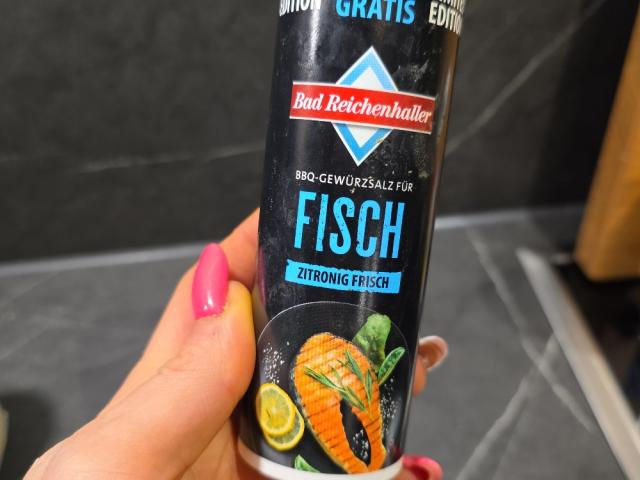 EDITION GRATIS
EDITION
Bad Reichenhaller
BBQ-GEWÜRZSALZ FÜR
FISCH
ZITRONIG FRISCH